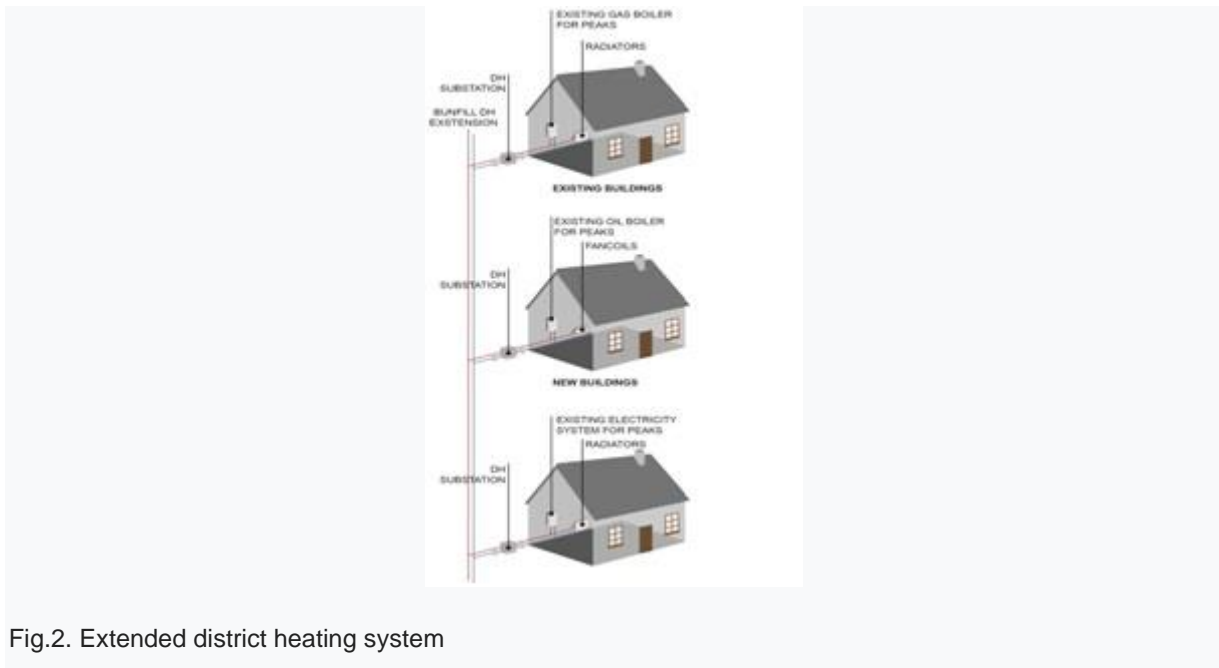 EXISTING GAS BOILER
FOR PEAKS
RADIATORS
DH
SUBSTATION
BUNFILL DH
EXSTENSION
EXISTING BUILDINGS
EXISTING OIL BOILER
FOR PEAKS
FANCOILS
DH
SUBSTATION
NEW BUILDINGS
EXISTING ELECTRICITY
SYSTEM FOR PEAKS
RADIATORS
DH
SUBSTATION
Fig.2. Extended district heating system